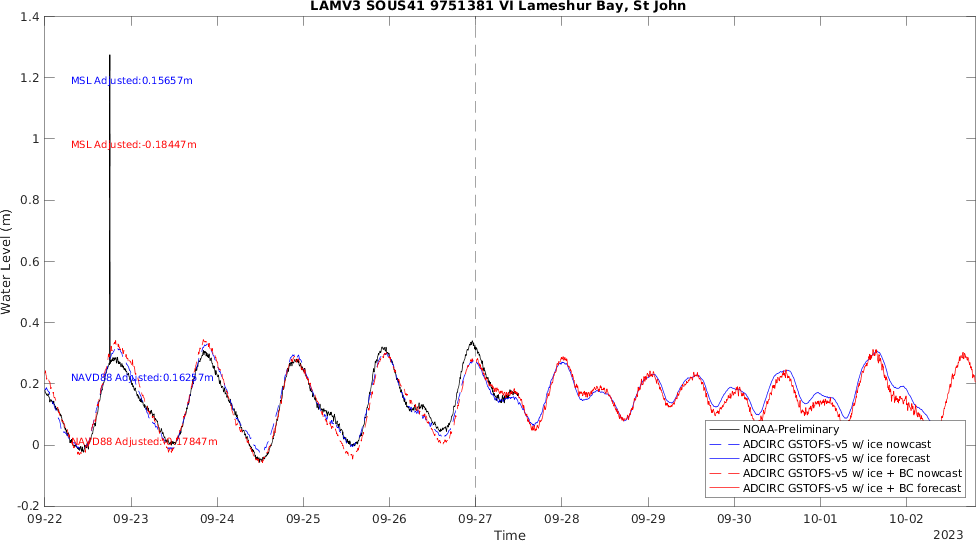 LAMV3 SOUS41 9751381 VI Lameshur Bay, St John
1.4
1.2
1
0.8
0.6
0.4
0.2
0
-0.2
Water Level (m)
MSL Adjusted:0.15657m
MSL Adjusted:-0.18447m
NAVD88 Adjusted:0.16257m
NAVD88 Adjusted:-0.17847m
NOAA-Preliminary
ADCIRC GSTOFS-v5 w/ ice nowcast
ADCIRC GSTOFS-v5 w/ ice forecast
ADCIRC GSTOFS-v5 w/ ice + BC nowcast
ADCIRC GSTOFS-v5 w/ ice + BC forecast
09-22 09-23 09-24 09-25 09-26 09-27 09-28 09-29 09-30 10-01 10-02
Time
2023